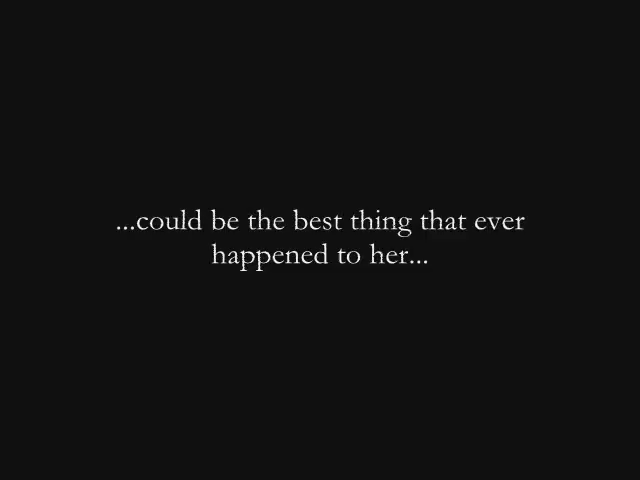 ...could be the best thing that ever
happened to her...